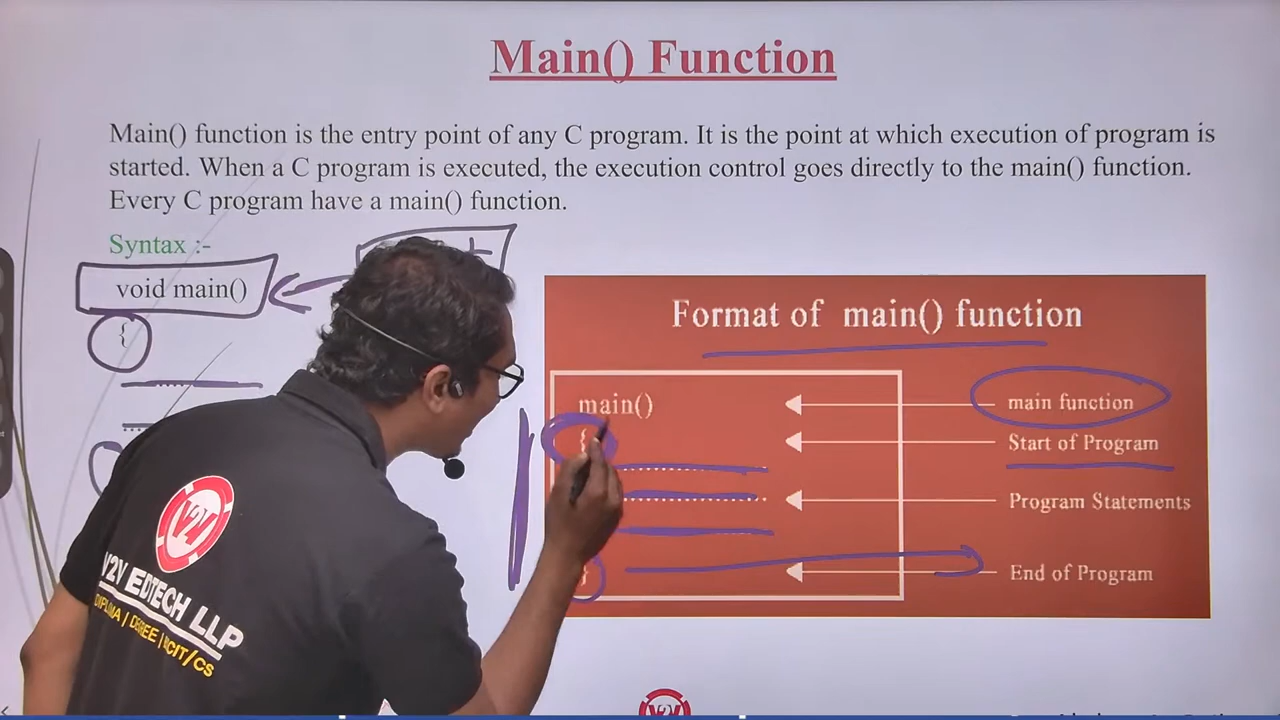 Main() Function
Main() function is the entry point of any C program. It is the point at which execution of program is
started. When a C program is executed, the execution control goes directly to the main() function.
Every C program have a main() function.
Syntax :-
void main()
{
Format of main() function
main()
main function
{
Start of Program
Program Statements
}
End of Program
V2V
V2V EDTECH LLP
DIPLOMA | DEGREE |
V2V